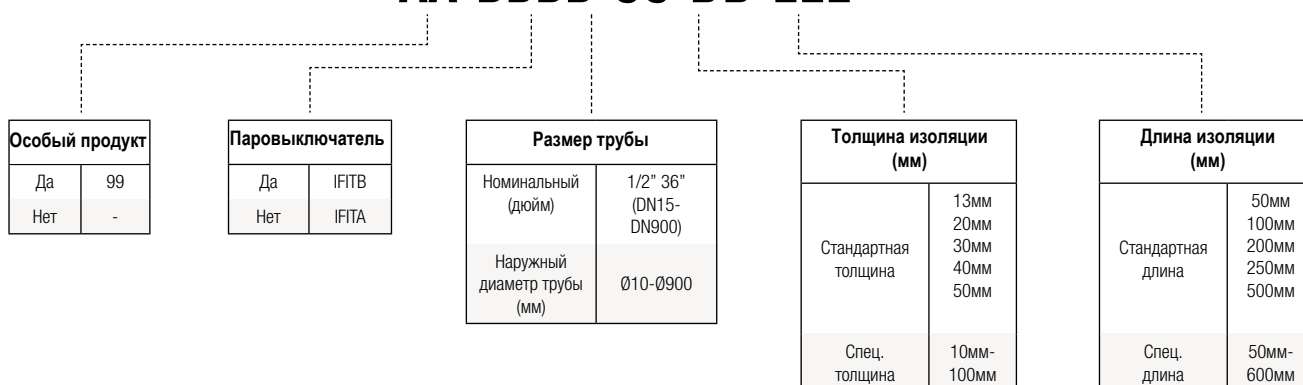 Особый продукт
Да 99
Нет -
Паровыключатель
Да IFITB
Нет IFITA
Размер трубы
Номинальный
(дюйм)
1/2” 36”
(DN15-
DN900)
Наружный
диаметр трубы
(мм)
Ø10-Ø900
Толщина изоляции
(мм)
Стандартная
толщина
13мм
20мм
30мм
40мм
50мм
Спец.
толщина
10мм-
100мм
Длина изоляции
(мм)
Стандартная
длина
50мм
100мм
200мм
250мм
500мм
Спец.
длина
50мм-
600мм